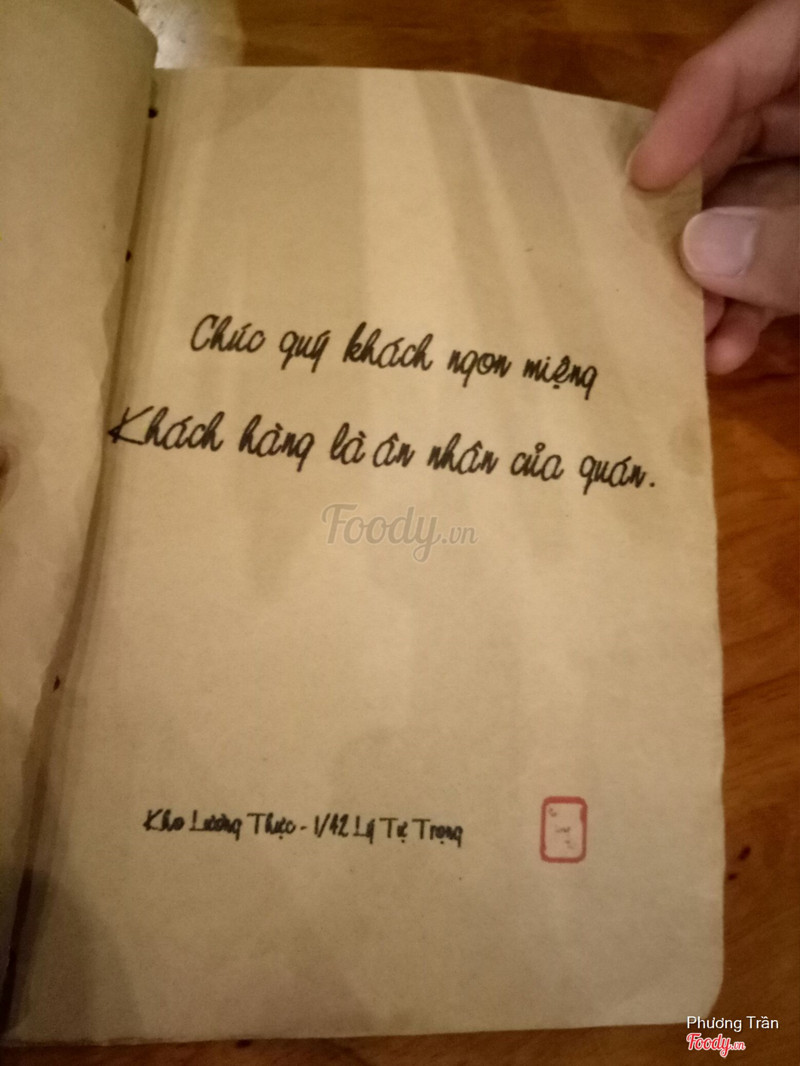 Chúc quý khách ngon miệng
Khách hàng là ân nhân của quán.
Foody.vn
Kho Lương Thực - 1/42 Lý Tự Trọng
Phương Trần
Foody.vn